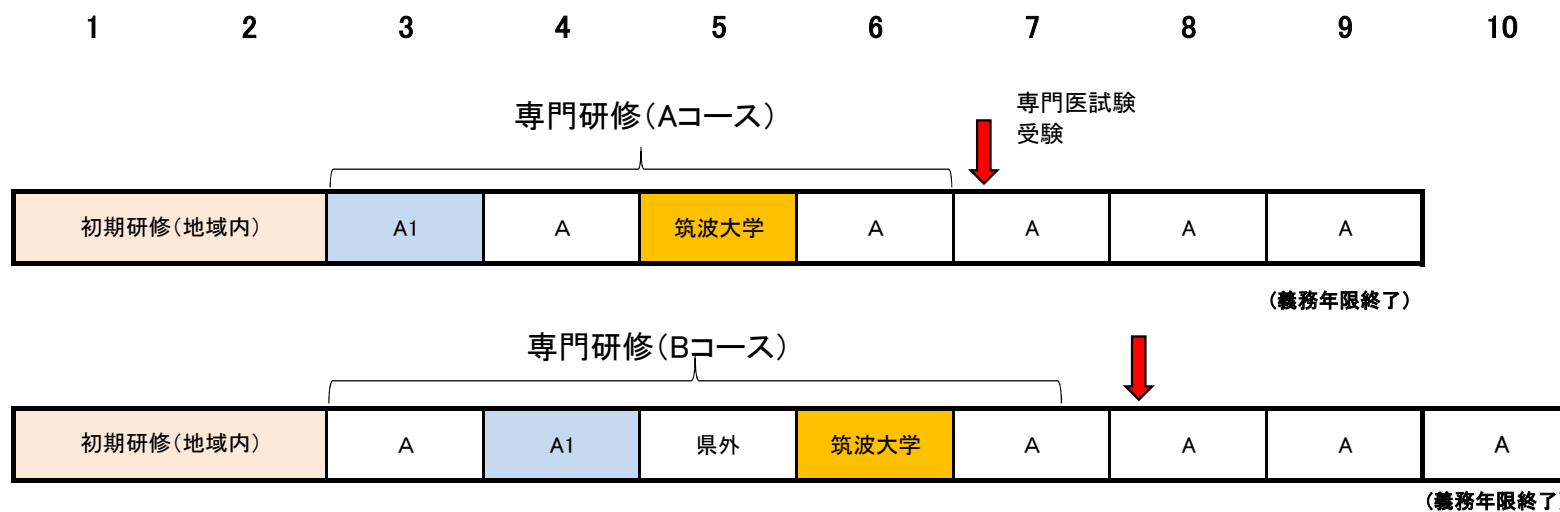 1 2 3 4 5 6 7 8 9 10
専門研修(Aコース)
専門医試験
受験
初期研修(地域内) A1 A 筑波大学 A A A A
(義務年限終了)
専門研修(Bコース)
初期研修(地域内) A A1 県外 筑波大学 A A A A
(義務年限終了)